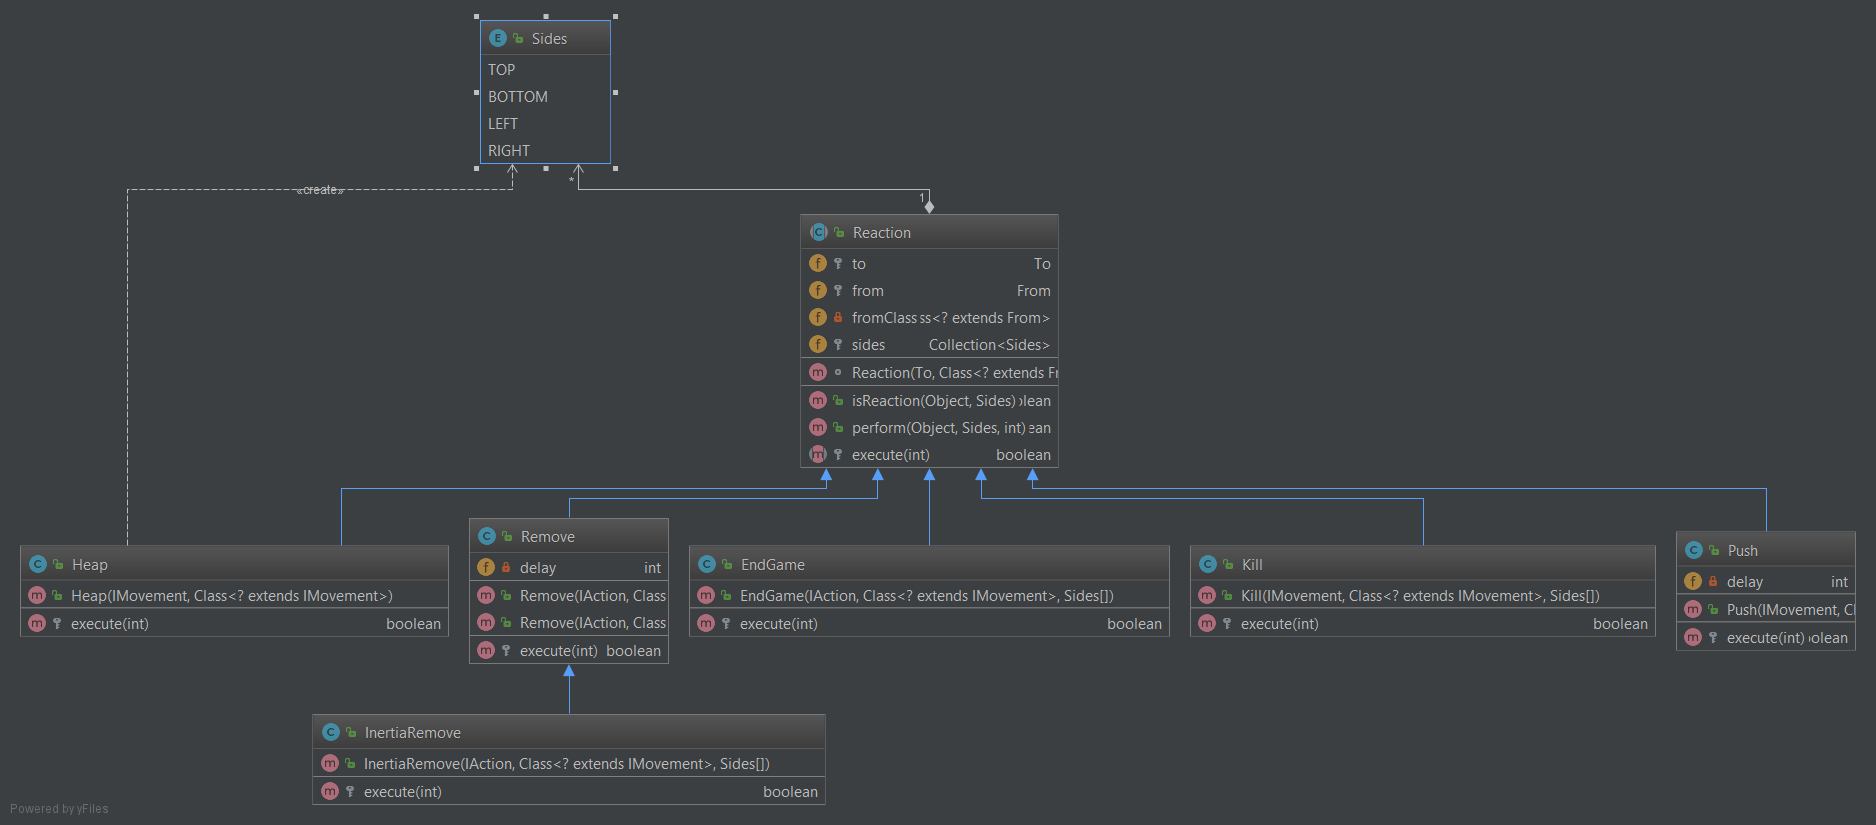 E Sides
TOP
BOTTOM
LEFT
RIGHT
«create»
*
1
C Reaction
f to To
f from From
f fromClass ss<? extends From>
f sides Collection<Sides>
m Reaction(To, Class<? extends Fr
m isReaction(Object, Sides) lean
m perform(Object, Sides, int) ean
m execute(int) boolean
C Heap
m Heap(IMovement, Class<? extends IMovement>)
m execute(int) boolean
C Remove
f delay int
m Remove(IAction, Class
m Remove(IAction, Class
m execute(int) boolean
C EndGame
m EndGame(IAction, Class<? extends IMovement>, Sides[])
m execute(int) boolean
C Kill
m Kill(IMovement, Class<? extends IMovement>, Sides[])
m execute(int) boolean
C Push
f delay int
m Push(IMovement, Cl
m execute(int) olean
C InertiaRemove
m InertiaRemove(IAction, Class<? extends IMovement>, Sides[])
m execute(int) boolean
Powered by yFiles